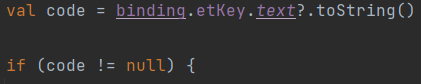 val code = binding.etKey.text?.toString()
if (code != null) {